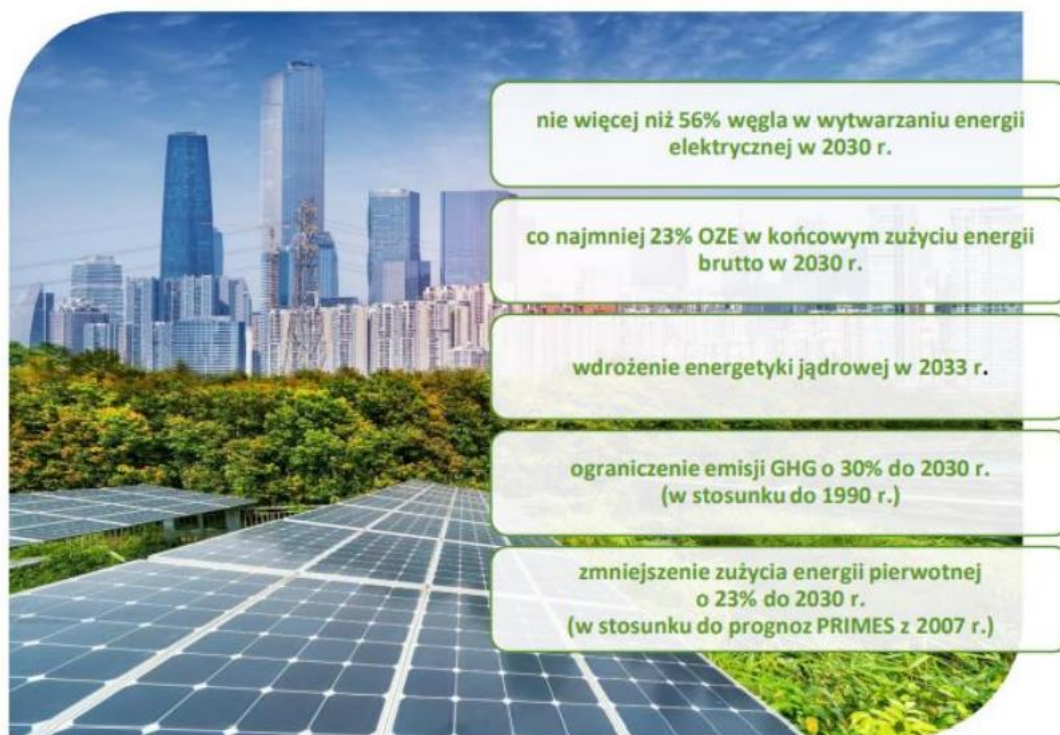 nie więcej niż 56% węgla w wytwarzaniu energii
elektrycznej w 2030 r.
co najmniej 23% OZE w końcowym zużyciu energii
brutto w 2030 r.
wdrożenie energetyki jądrowej w 2033 r.
ograniczenie emisji GHG o 30% do 2030 r.
(w stosunku do 1990 r.)
zmniejszenie zużycia energii pierwotnej
o 23% do 2030 r.
(w stosunku do prognoz PRIMES z 2007 r.)